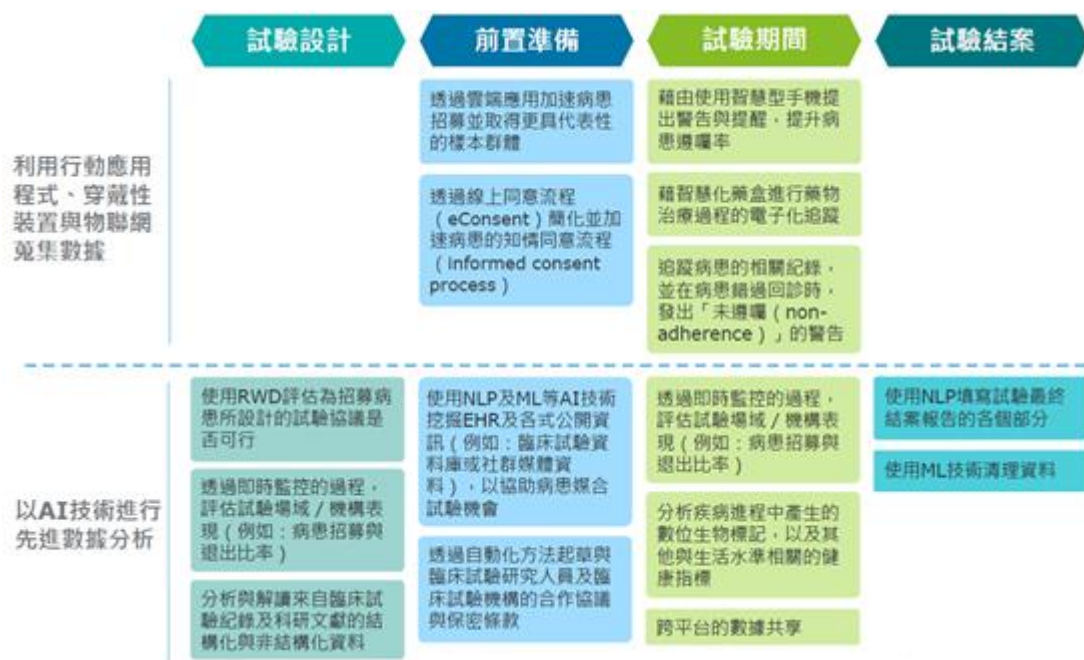 試驗設計
前置準備
試驗期間
試驗結案
利用行動應用
程式、穿戴性
裝置與物聯網
蒐集數據
透過雲端應用加速病患
招募並取得更具代表性
的樣本群體
透過線上同意流程
（eConsent）簡化並加
速病患的知情同意流程
（informed consent
process）
藉由使用智慧型手機提
出警告與提醒，提升病
患遵囑率
藉智慧化藥盒進行藥物
治療過程的電子化追蹤
追蹤病患的相關紀錄，
並在病患錯過回診時，
發出「未遵囑（non-
adherence）」的警告
以AI技術進行
先進數據分析
使用RWD評估為招募病
患所設計的試驗協議是
否可行
透過即時監控的過程，
評估試驗場域／機構表
現（例如：病患招募與
退出比率）
分析與解讀來自臨床試
驗紀錄及科研文獻的結
構化與非結構化資料
使用NLP及ML等AI技術
挖掘EHR及各式公開資
訊（例如：臨床試驗資
料庫或社群媒體資
料），以協助病患媒合
試驗機會
透過自動化方法起草與
臨床試驗研究人員及臨
床試驗機構的合作協議
與保密條款
透過即時監控的過程，
評估試驗場域／機構表
現（例如：病患招募與
退出比率）
分析疾病進程中產生的
數位生物標記，以及其
他與生活水準相關的健
康指標
跨平台的數據共享
使用NLP填寫試驗最終
結案報告的各個部分
使用ML技術清理資料